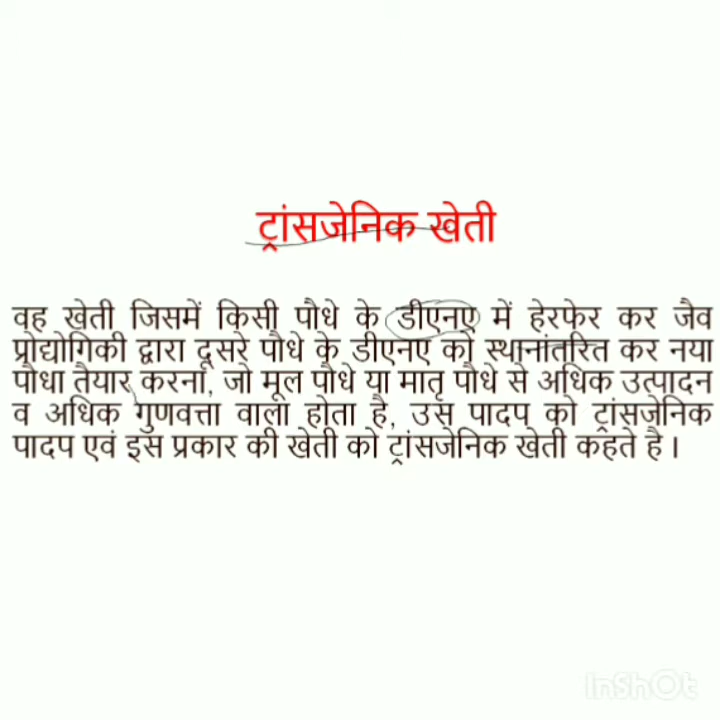 ट्रांसजेनिक खेती
वह खेती जिसमें किसी पौधे के डीएनए में हेरफेर कर जैव
प्रोद्योगिकी द्वारा दूसरे पौधे के डीएनए को स्थानांतरित कर नया
पौधा तैयार करना, जो मूल पौधे या मातृ पौधे से अधिक उत्पादन
व अधिक गुणवत्ता वाला होता है, उस पादप को ट्रांसजेनिक
पादप एवं इस प्रकार की खेती को ट्रांसजेनिक खेती कहते है ।
InShOt